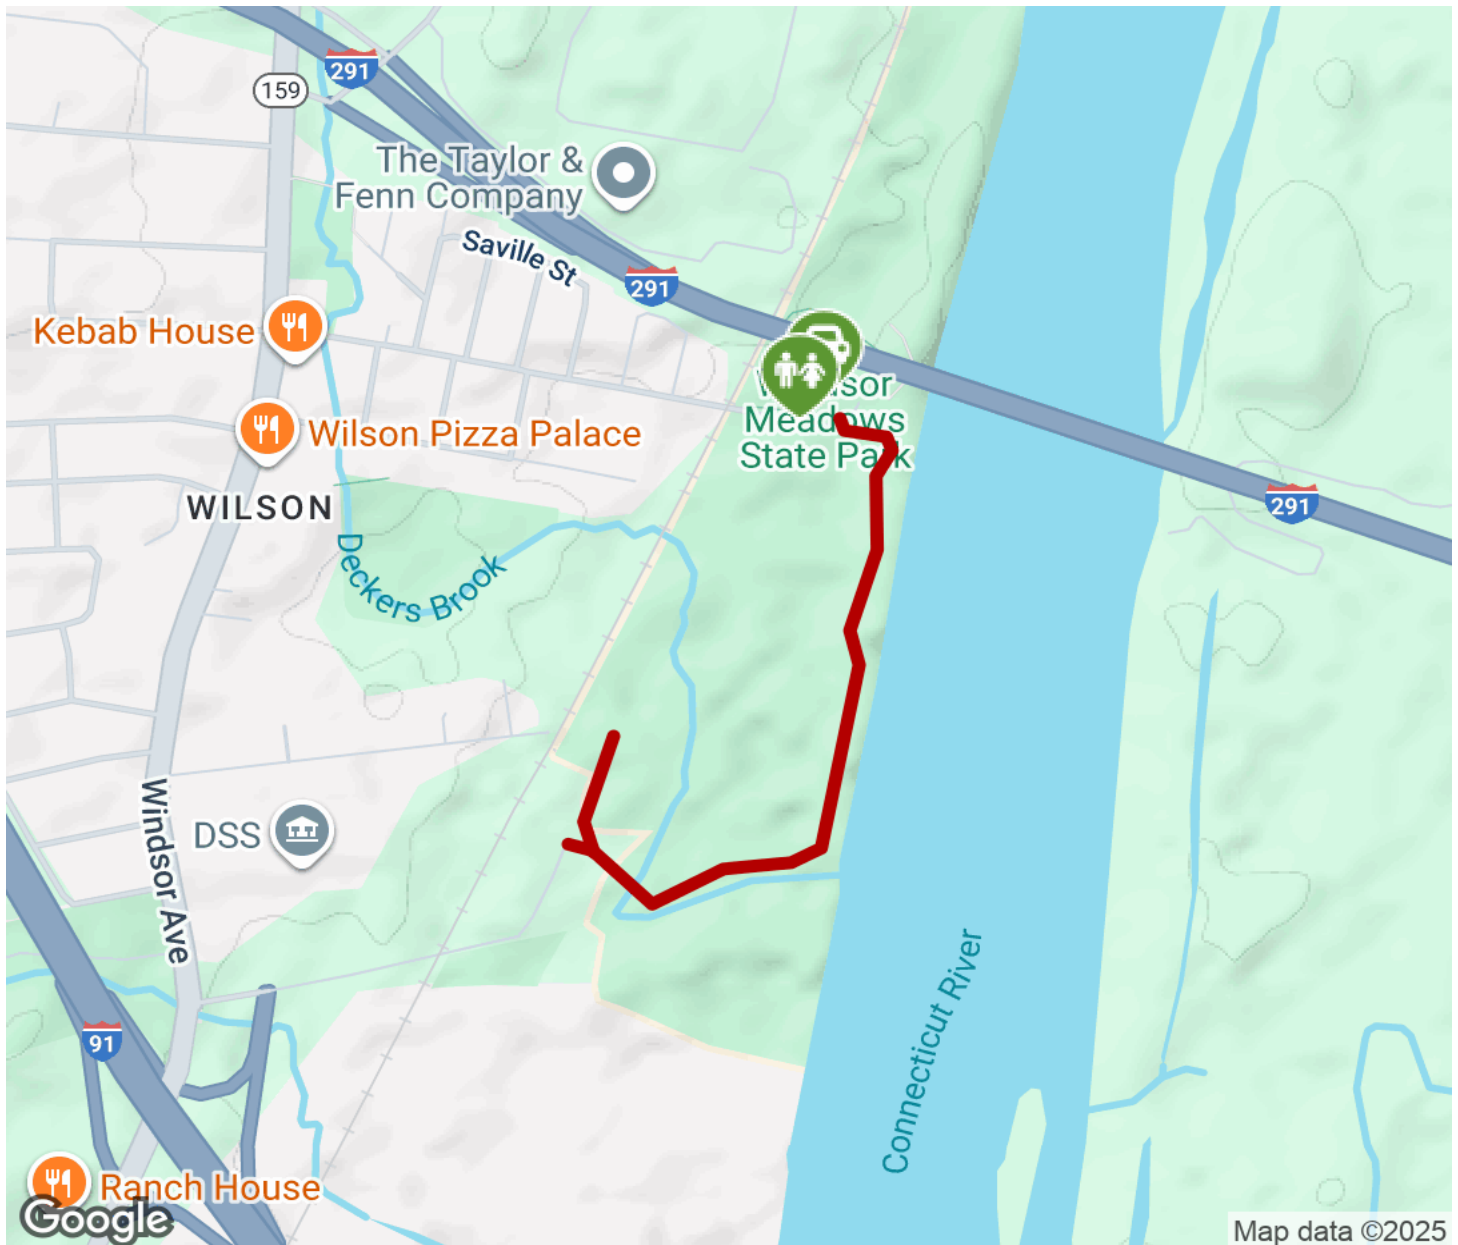 291
159
The Taylor &
Fenn Company
Saville St
291
Kebab House
Meadows
State Park
Wilson Pizza Palace
WILSON
291
Deckers Brook
Windsor Ave
DSS
Connecticut River
91
Ranch House
Google
Map data ©2025